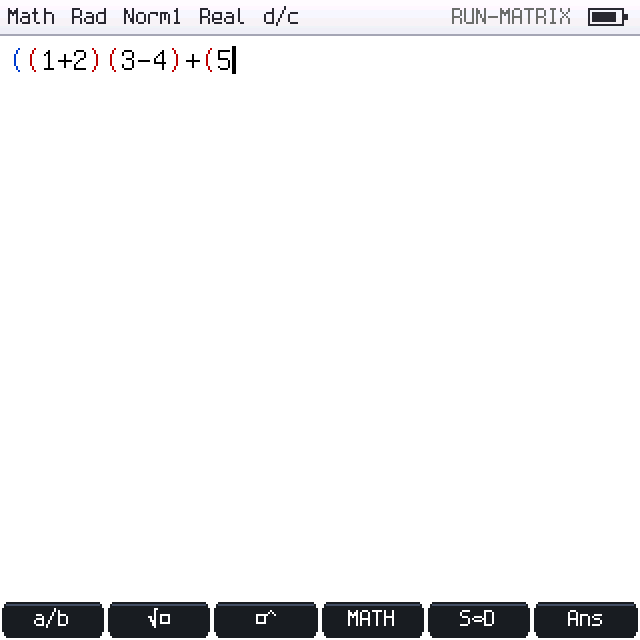 Math Rad Norm1 Real d/c RUN-MATRIX
((1+2)(3-4)+(5
a/b √□ □^ MATH S=D Ans